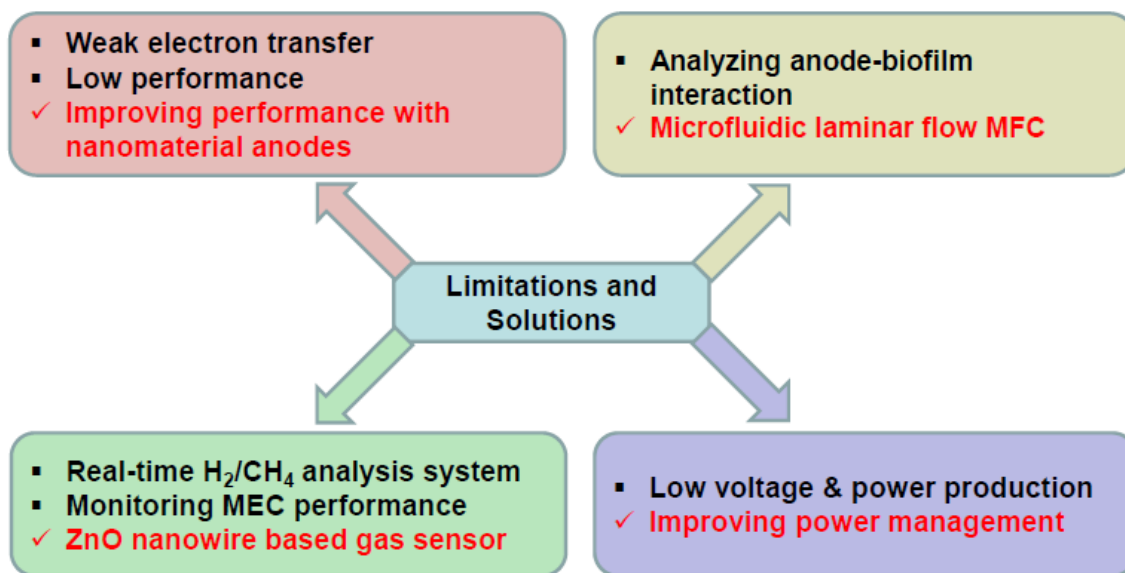 ▪ Weak electron transfer
▪ Low performance
✓ Improving performance with
nanomaterial anodes
▪ Analyzing anode-biofilm
interaction
✓ Microfluidic laminar flow MFC
Limitations and
Solutions
▪ Real-time H₂/CH₄ analysis system
▪ Monitoring MEC performance
✓ ZnO nanowire based gas sensor
▪ Low voltage & power production
✓ Improving power management